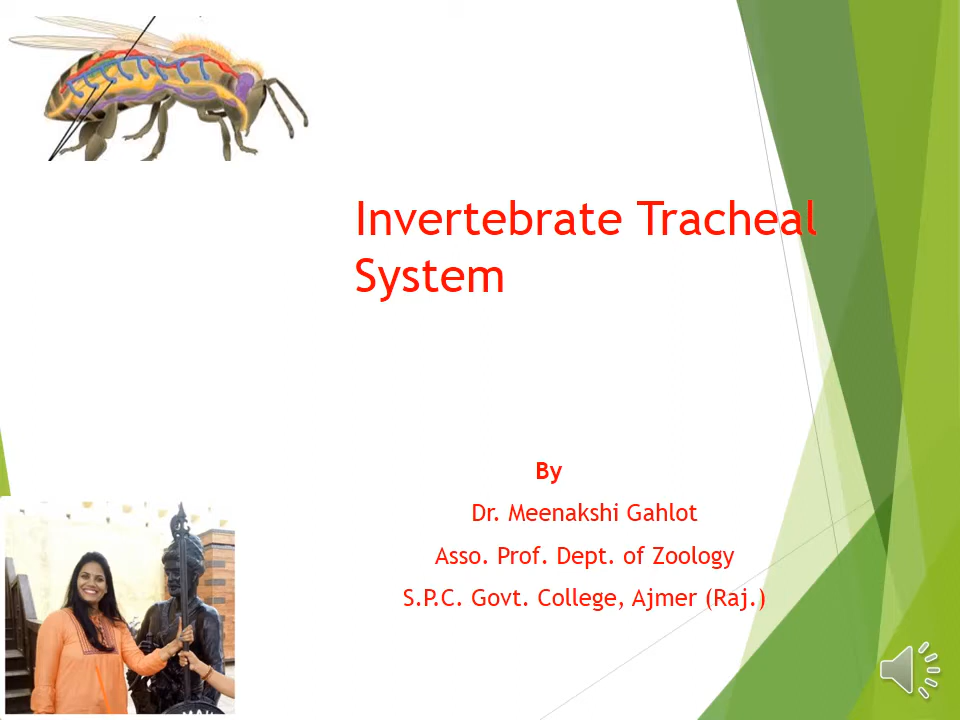 Invertebrate Tracheal
System
By
Dr. Meenakshi Gahlot
Asso. Prof. Dept. of Zoology
S.P.C. Govt. College, Ajmer (Raj.)